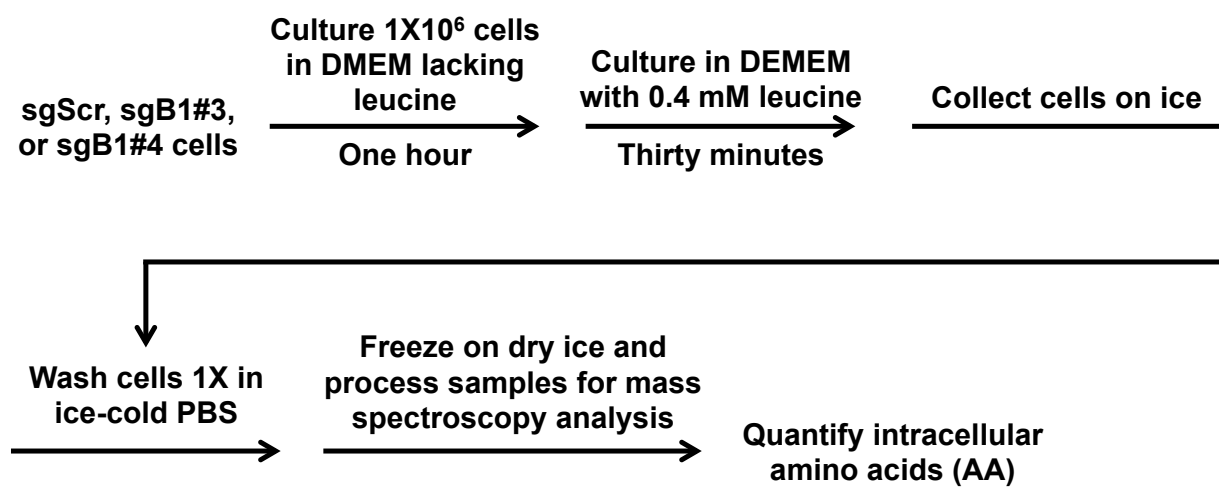 sgScr, sgB1#3,
or sgB1#4 cells
Culture 1X10⁶ cells
in DMEM lacking
leucine
One hour
Culture in DEMEM
with 0.4 mM leucine
Thirty minutes
Collect cells on ice
Wash cells 1X in
ice-cold PBS
Freeze on dry ice and
process samples for mass
spectroscopy analysis
Quantify intracellular
amino acids (AA)